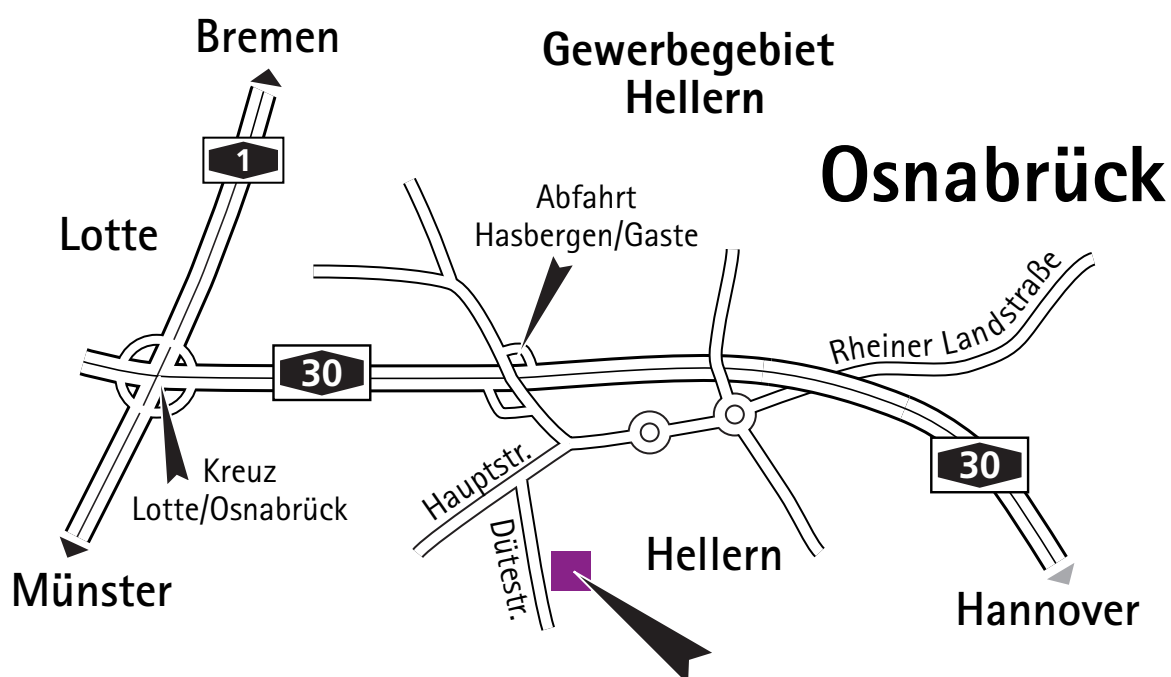 Bremen
Gewerbegebiet
Hellern
1
Osnabrück
Lotte
Abfahrt
Hasbergen/Gaste
Rheiner Landstraße
30
Kreuz
Lotte/Osnabrück
Hauptstr.
30
Dütestr.
Hellern
Münster
Hannover